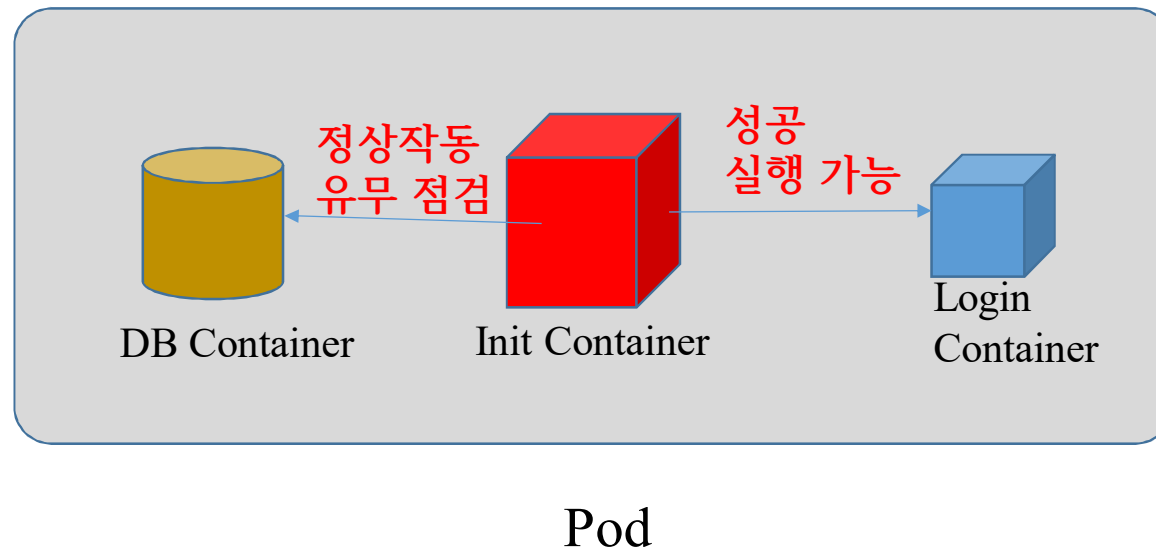 정상작동
유무 점검
성공
실행 가능
DB Container
Init Container
Login
Container
Pod